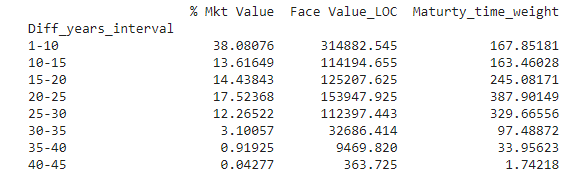 % Mkt Value Face Value_LOC Maturty_time_weight
Diff_years_interval
1-10 38.08076 314882.545 167.85181
10-15 13.61649 114194.655 163.46028
15-20 14.43843 125207.625 245.08171
20-25 17.52368 153947.925 387.90149
25-30 12.26522 112397.443 329.66556
30-35 3.10057 32686.414 97.48872
35-40 0.91925 9469.820 33.95623
40-45 0.04277 363.725 1.74218